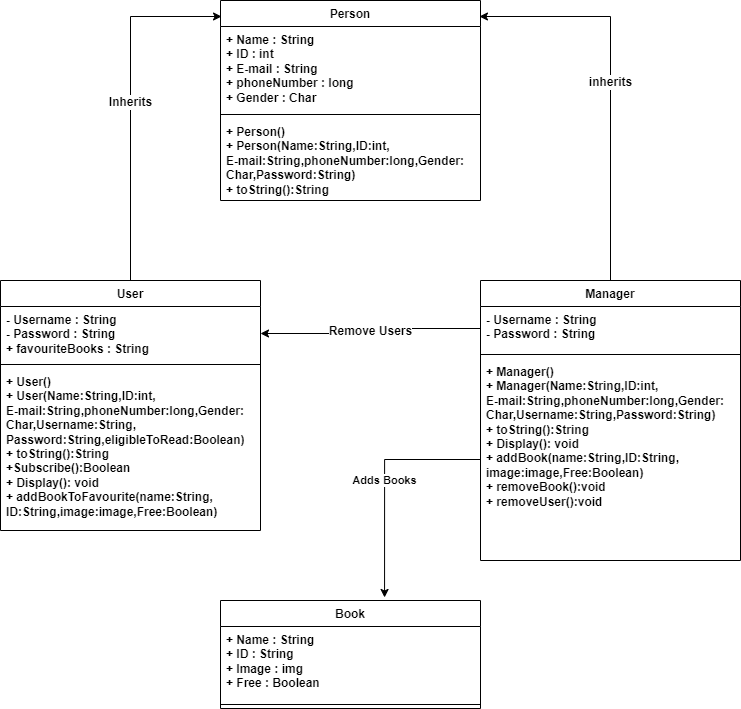 Person
+ Name : String
+ ID : int
+ E-mail : String
+ phoneNumber : long
+ Gender : Char
+ Person()
+ Person(Name:String,ID:int,
E-mail:String,phoneNumber:long,Gender:
Char,Password:String)
+ toString():String
Inherits
inherits
User
- Username : String
- Password : String
+ favouriteBooks : String
+ User()
+ User(Name:String,ID:int,
E-mail:String,phoneNumber:long,Gender:
Char,Username:String,
Password:String,eligibleToRead:Boolean)
+ toString():String
+Subscribe():Boolean
+ Display(): void
+ addBookToFavourite(name:String,
ID:String,image:image,Free:Boolean)
Remove Users
Manager
- Username : String
- Password : String
+ Manager()
+ Manager(Name:String,ID:int,
E-mail:String,phoneNumber:long,Gender:
Char,Username:String,Password:String)
+ toString():String
+ Display(): void
+ addBook(name:String,ID:String,
image:image,Free:Boolean)
+ removeBook():void
+ removeUser():void
Adds Books
Book
+ Name : String
+ ID : String
+ Image : img
+ Free : Boolean